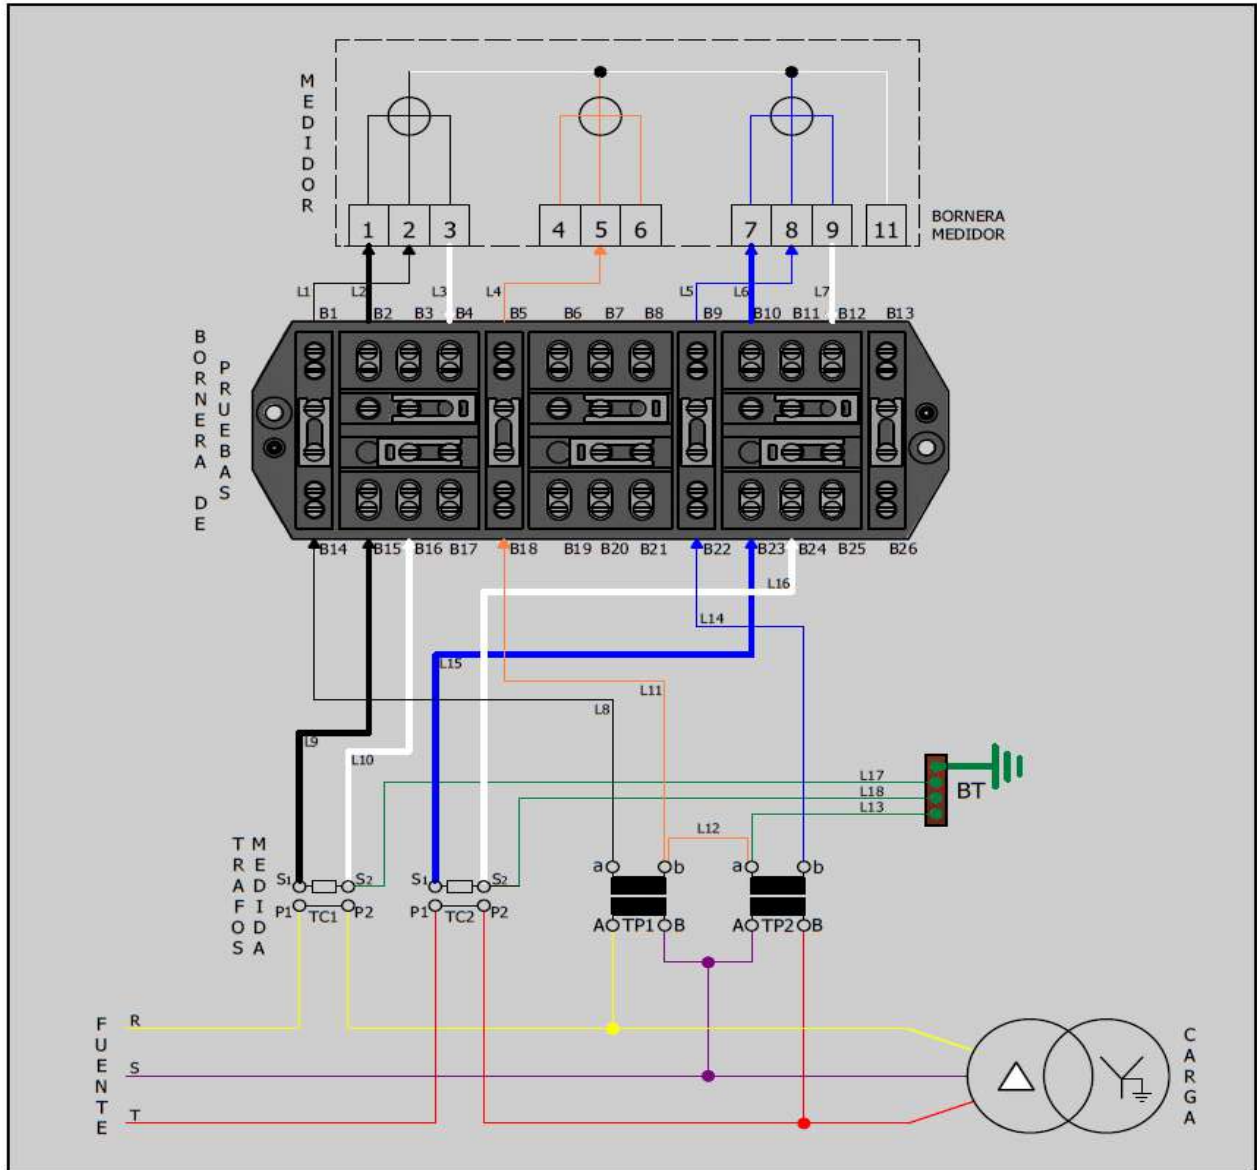 MEDIDOR
1 2 3 4 5 6 7 8 9 11
BORNERA
MEDIDOR
L1 L2 L3 L4 L5 L6 L7
B1 B2 B3 B4 B5 B6 B7 B8 B9 B10 B11 B12 B13
BORNERA DE
PRUEBAS
B14 B15 B16 B17 B18 B19 B20 B21 B22 B23 B24 B25 B26
L16
L14
L15
L11
L8
L9
L10
L17
L18
L13
BT
L12
TRAFOS
MEDIDA
a b a b
S1 S2 S1 S2
P1 TC1 P2 P1 TC2 P2
A TP1 B A TP2 B
FUENTE
R
S
T
CARGA